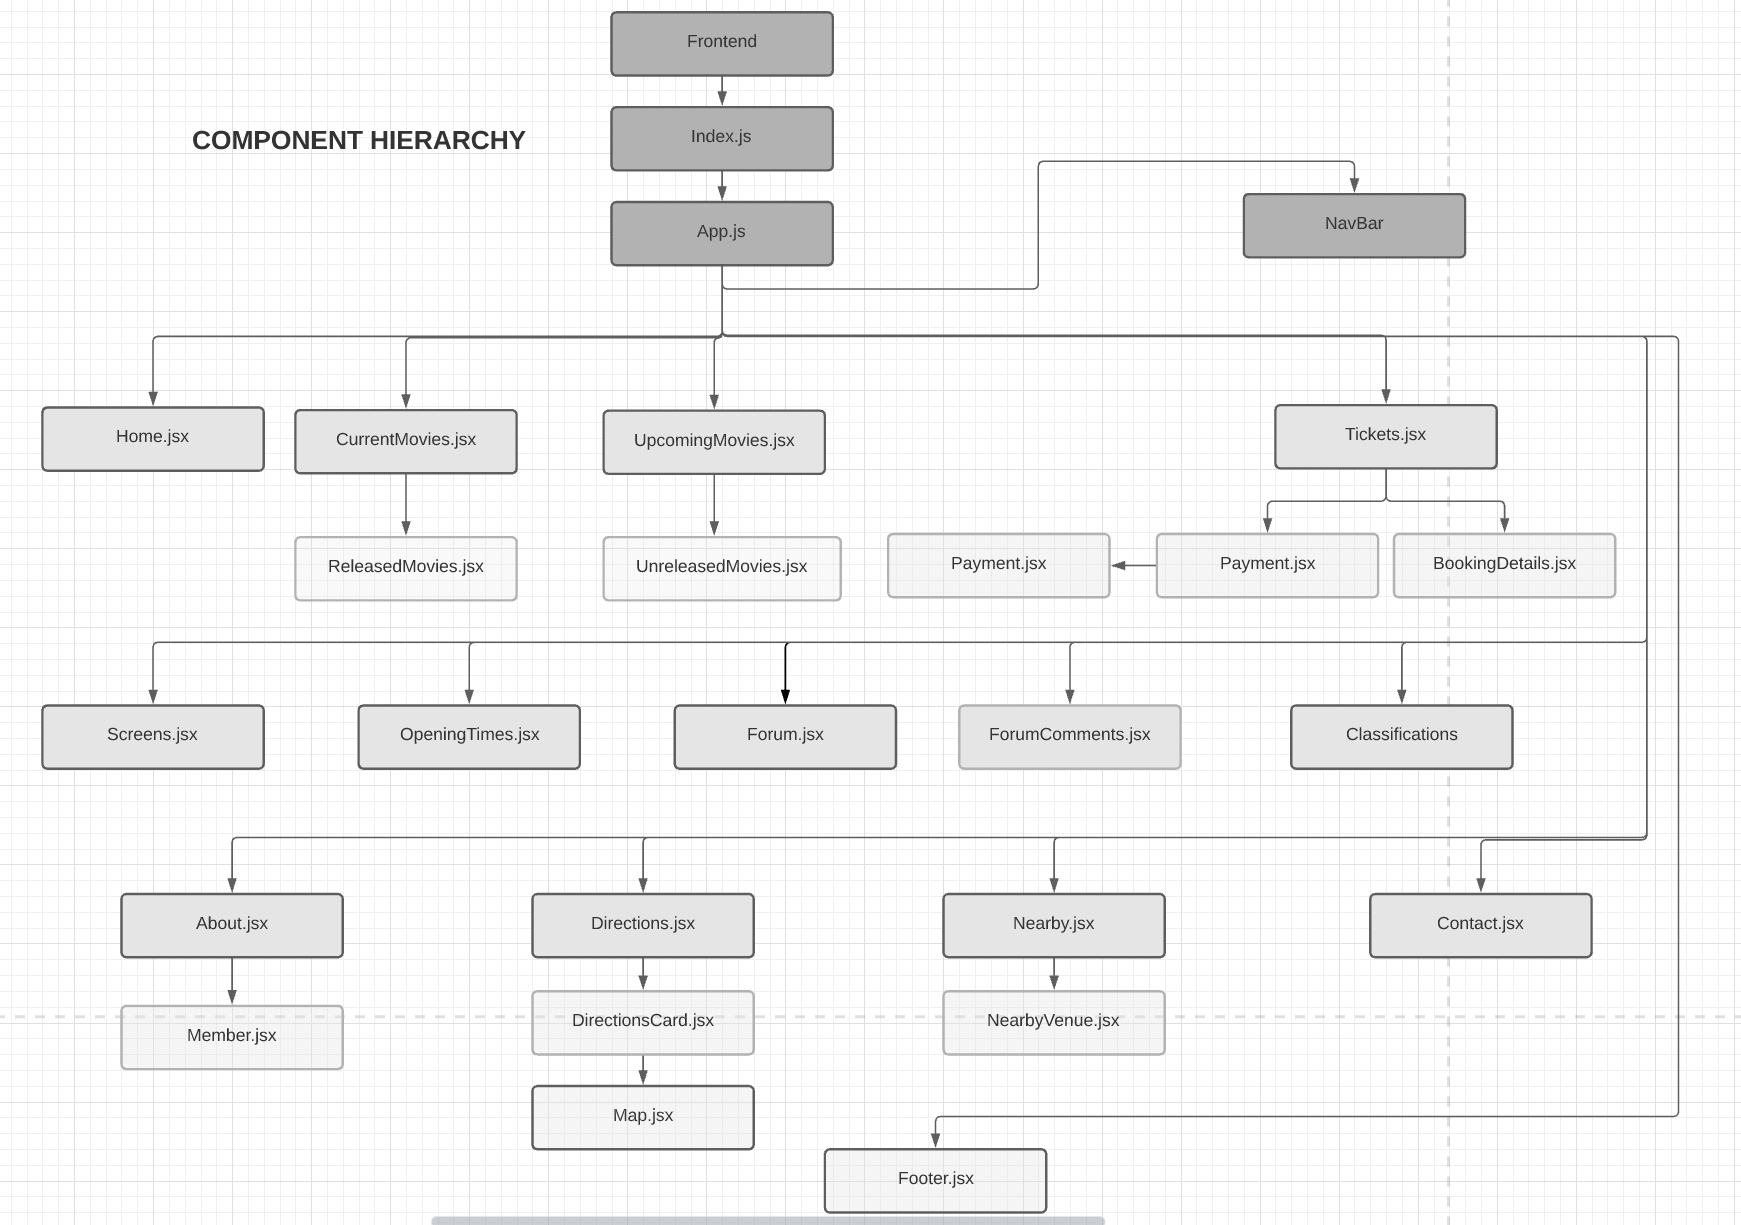 Frontend
COMPONENT HIERARCHY
Index.js
App.js
NavBar
Home.jsx
CurrentMovies.jsx
UpcomingMovies.jsx
Tickets.jsx
ReleasedMovies.jsx
UnreleasedMovies.jsx
Payment.jsx
Payment.jsx
BookingDetails.jsx
Screens.jsx
OpeningTimes.jsx
Forum.jsx
ForumComments.jsx
Classifications
About.jsx
Directions.jsx
Nearby.jsx
Contact.jsx
Member.jsx
DirectionsCard.jsx
NearbyVenue.jsx
Map.jsx
Footer.jsx